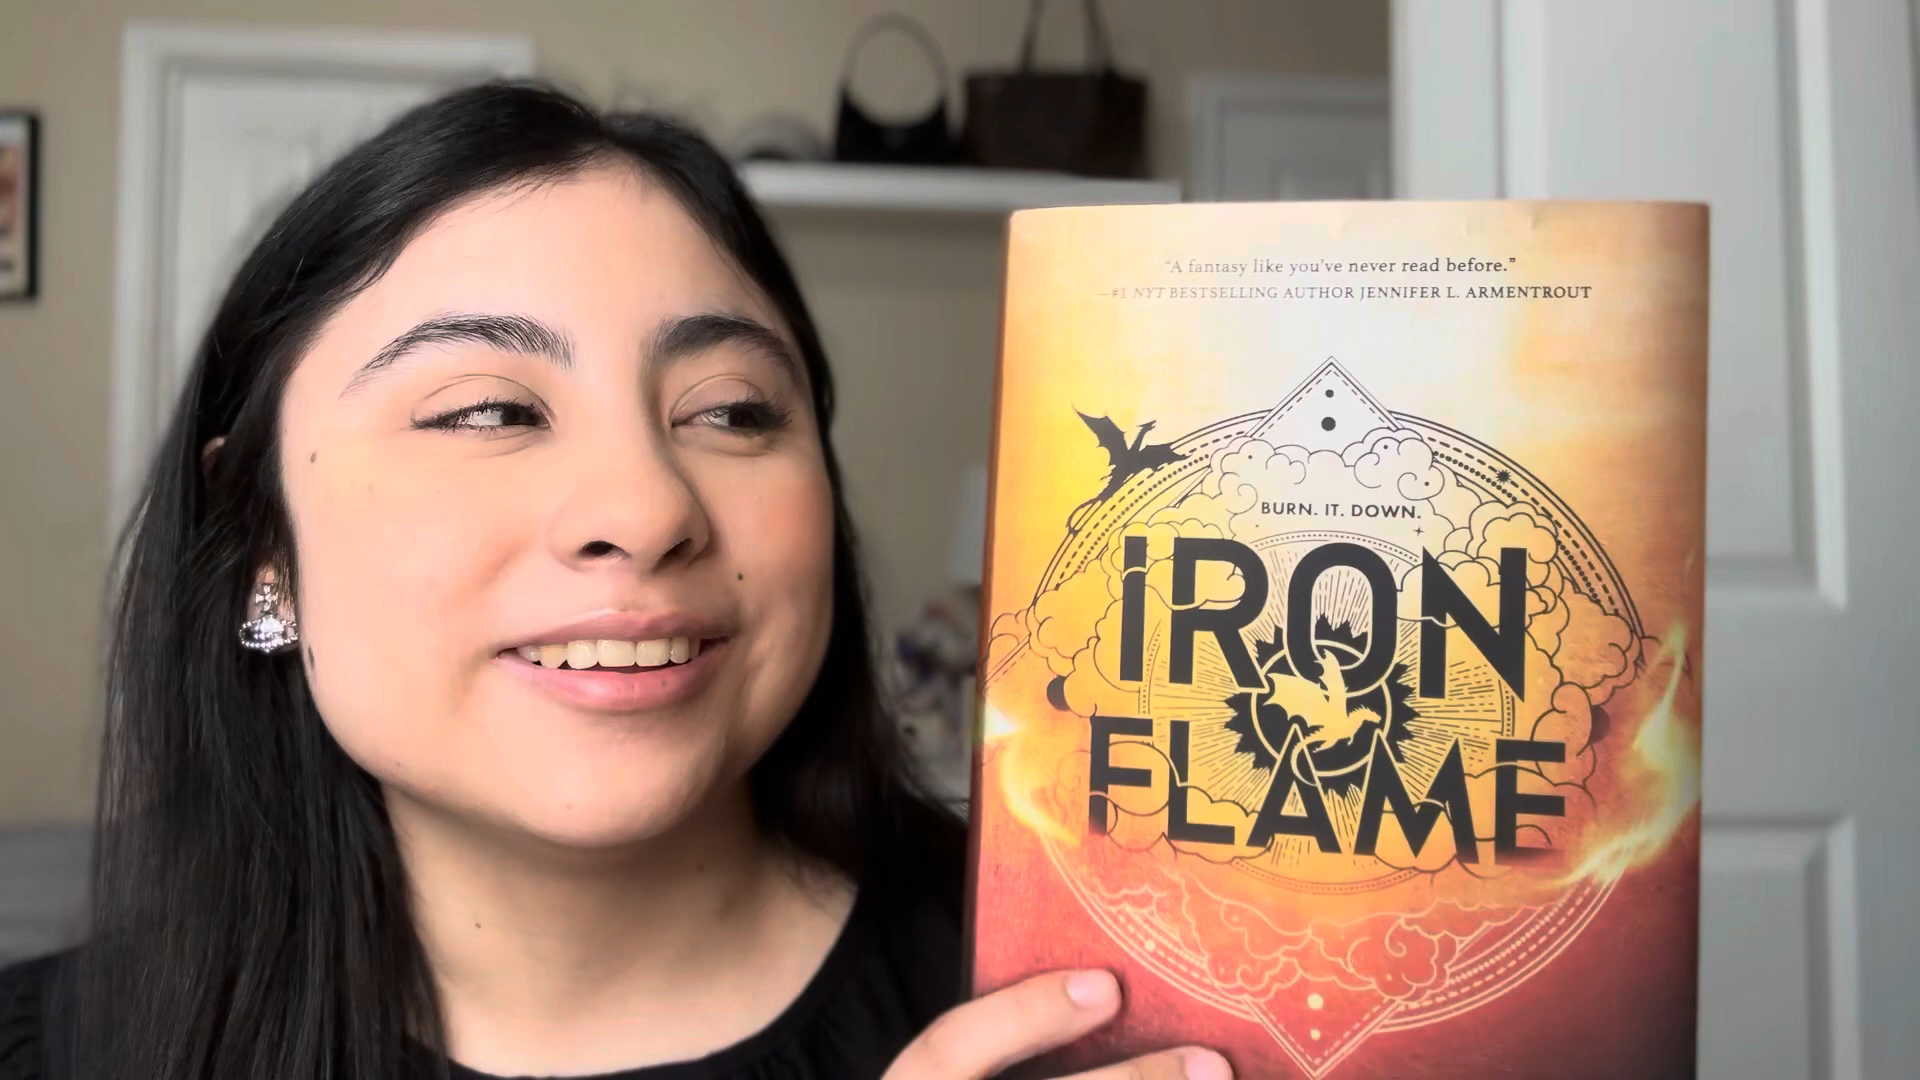 “A fantasy like you’ve never read before.”
—#1 NYT BESTSELLING AUTHOR JENNIFER L. ARMENTROUT
BURN. IT. DOWN.
IRON
FLAME